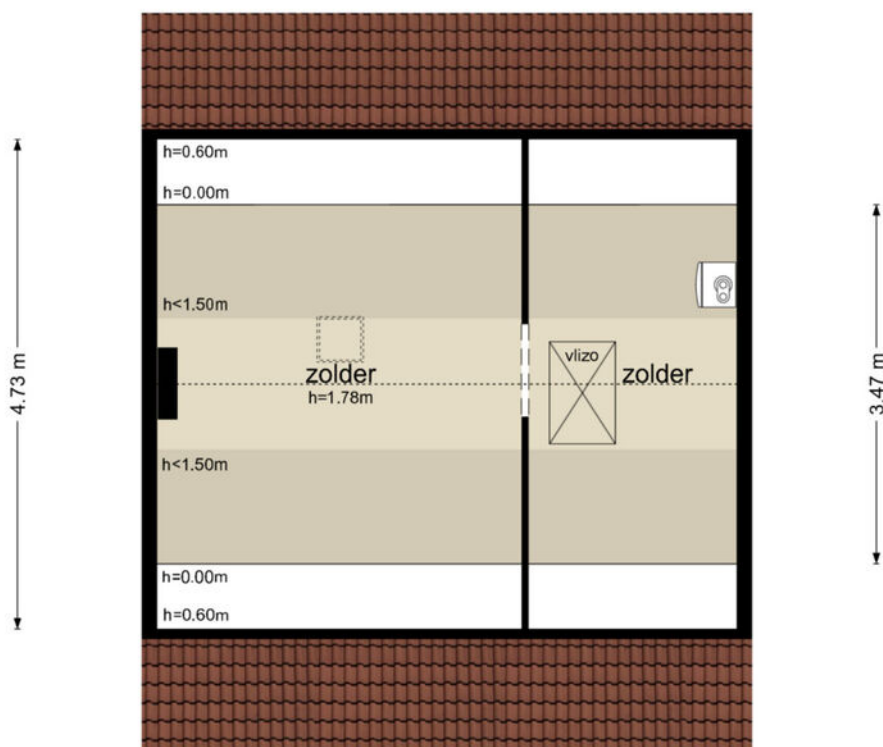 h=0.60m
h=0.00m
h<1.50m
vlizo
zolder
zolder
h=1.78m
4.73 m
3.47 m
h<1.50m
h=0.00m
h=0.60m